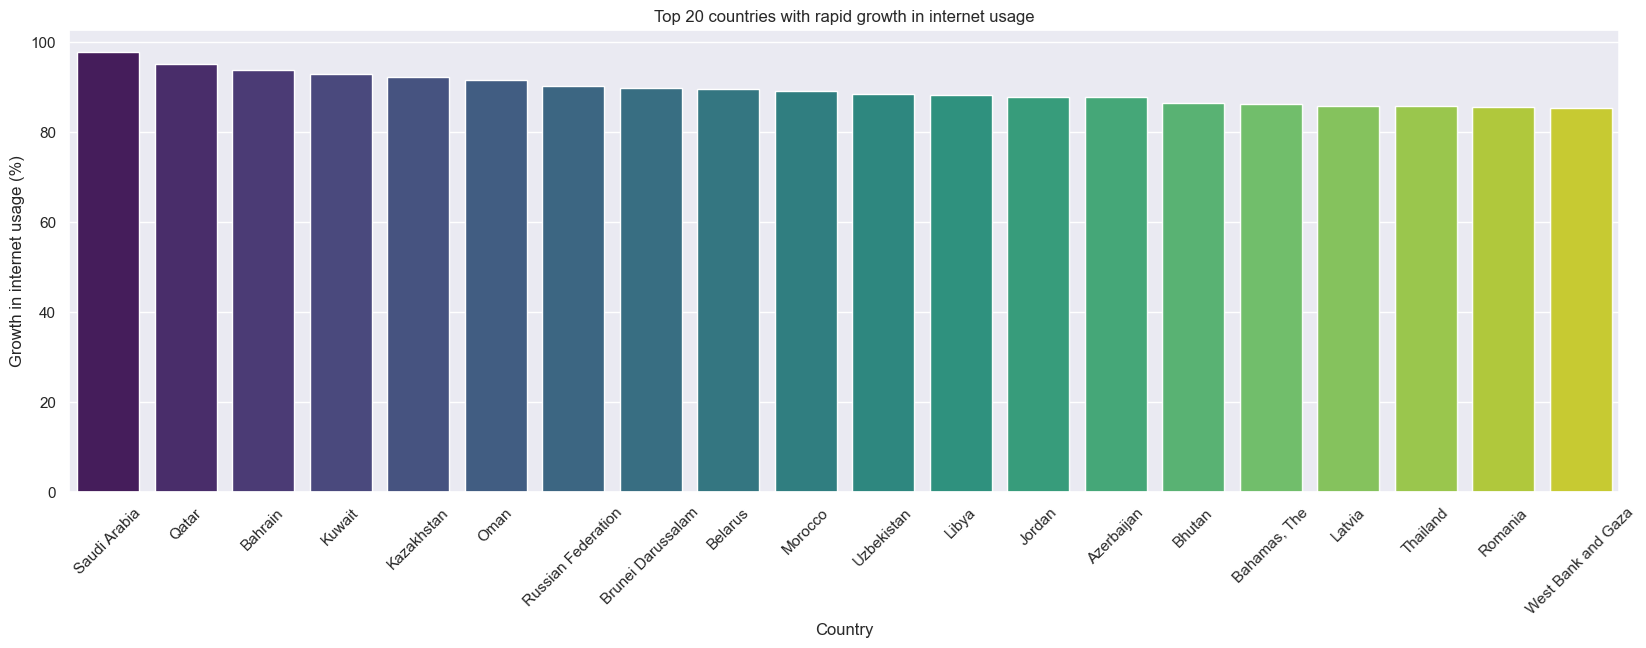 Top 20 countries with rapid growth in internet usage
Growth in internet usage (%)
100
80
60
40
20
0
Saudi Arabia
Qatar
Bahrain
Kuwait
Kazakhstan
Oman
Russian Federation
Brunei Darussalam
Belarus
Morocco
Uzbekistan
Libya
Jordan
Azerbaijan
Bhutan
Bahamas, The
Latvia
Thailand
Romania
West Bank and Gaza
Country